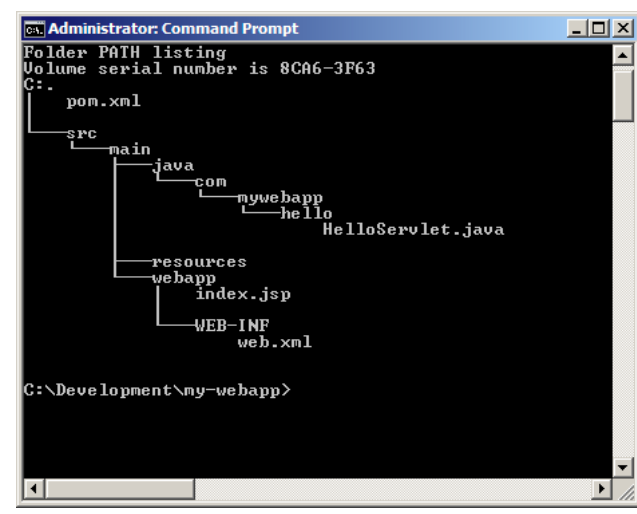 Administrator: Command Prompt
Folder PATH listing
Volume serial number is 8CA6-3F63
C:.
│   pom.xml
│
└───src
    └───main
        ├───java
        │   └───com
        │       └───mywebapp
        │           └───hello
        │                   HelloServlet.java
        │
        ├───resources
        └───webapp
            │   index.jsp
            │
            └───WEB-INF
                    web.xml
C:\Development\my-webapp>